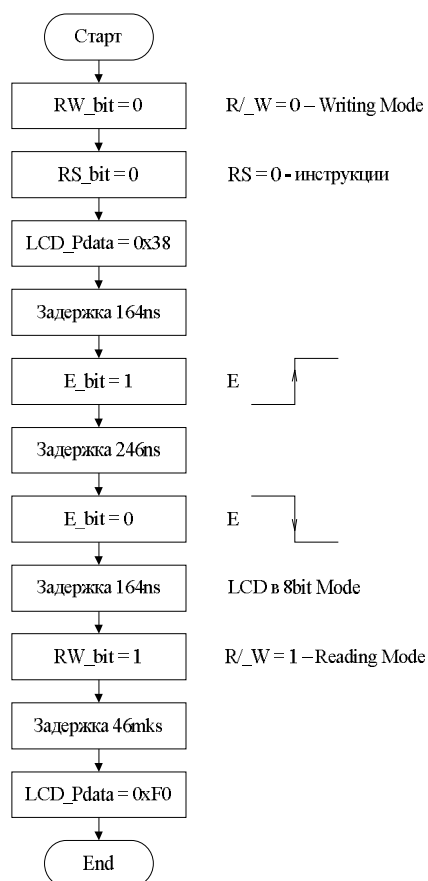 Старт
RW_bit = 0 R/_W = 0 – Writing Mode
RS_bit = 0 RS = 0 - инструкции
LCD_Pdata = 0x38
Задержка 164ns
E_bit = 1 E
Задержка 246ns
E_bit = 0 E
Задержка 164ns LCD в 8bit Mode
RW_bit = 1 R/_W = 1 – Reading Mode
Задержка 46mks
LCD_Pdata = 0xF0
End